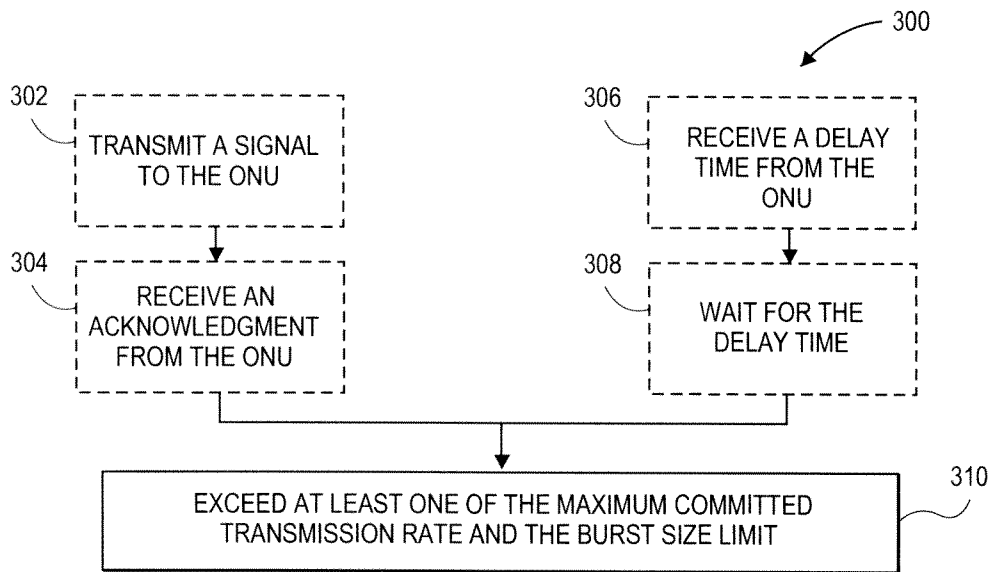 300
302
TRANSMIT A SIGNAL
TO THE ONU
306
RECEIVE A DELAY
TIME FROM THE
ONU
304
RECEIVE AN
ACKNOWLEDGMENT
FROM THE ONU
308
WAIT FOR THE
DELAY TIME
310
EXCEED AT LEAST ONE OF THE MAXIMUM COMMITTED
TRANSMISSION RATE AND THE BURST SIZE LIMIT